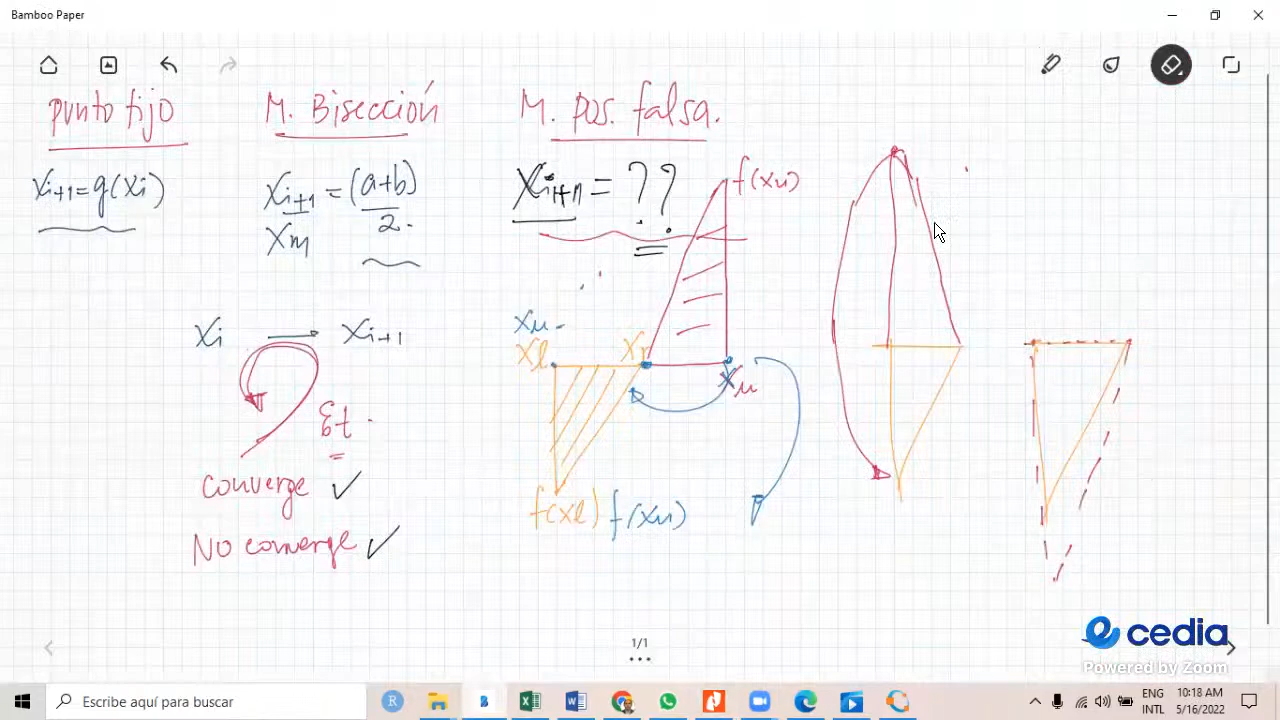 Bamboo Paper
punto fijo
M. Bisección
M. pos. falsa.
Xi+1=g(Xi)
Xi+1 = (a+b)
2.
Xm
Xi+1 = ??
f(Xu)
Xi → Xi+1
Xu
Xl
Xr
Xu
Et
Converge ✓
No converge ✓
f(Xl) f(Xu)
cedia
Powered by Zoom
1/1
Escribe aquí para buscar
ENG
INTL
10:18 AM
5/16/2022